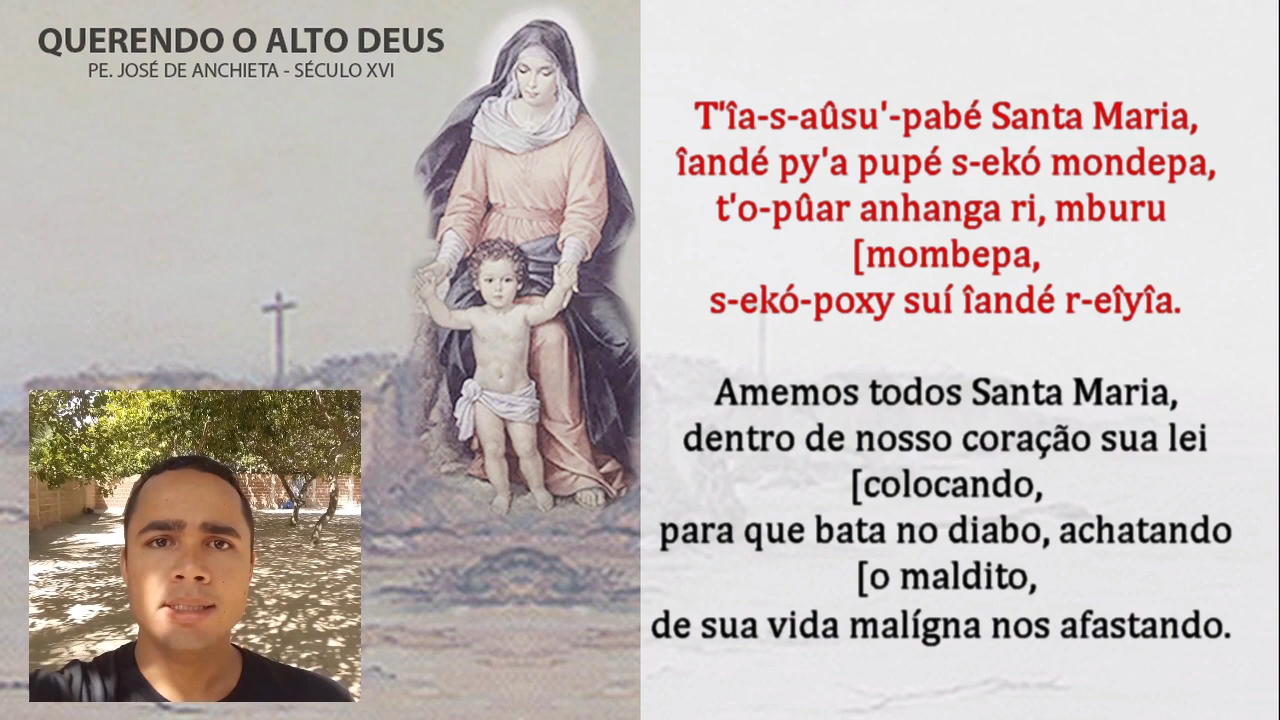 QUERENDO O ALTO DEUS
PE. JOSÉ DE ANCHIETA - SÉCULO XVI
T'îa-s-aûsu'-pabé Santa Maria,
îandé py'a pupé s-ekó mondepa,
t'o-pûar anhanga ri, mburu
[mombepa,
s-ekó-poxy suí îandé r-eîyîa.
Amemos todos Santa Maria,
dentro de nosso coração sua lei
[colocando,
para que bata no diabo, achatando
[o maldito,
de sua vida malígna nos afastando.